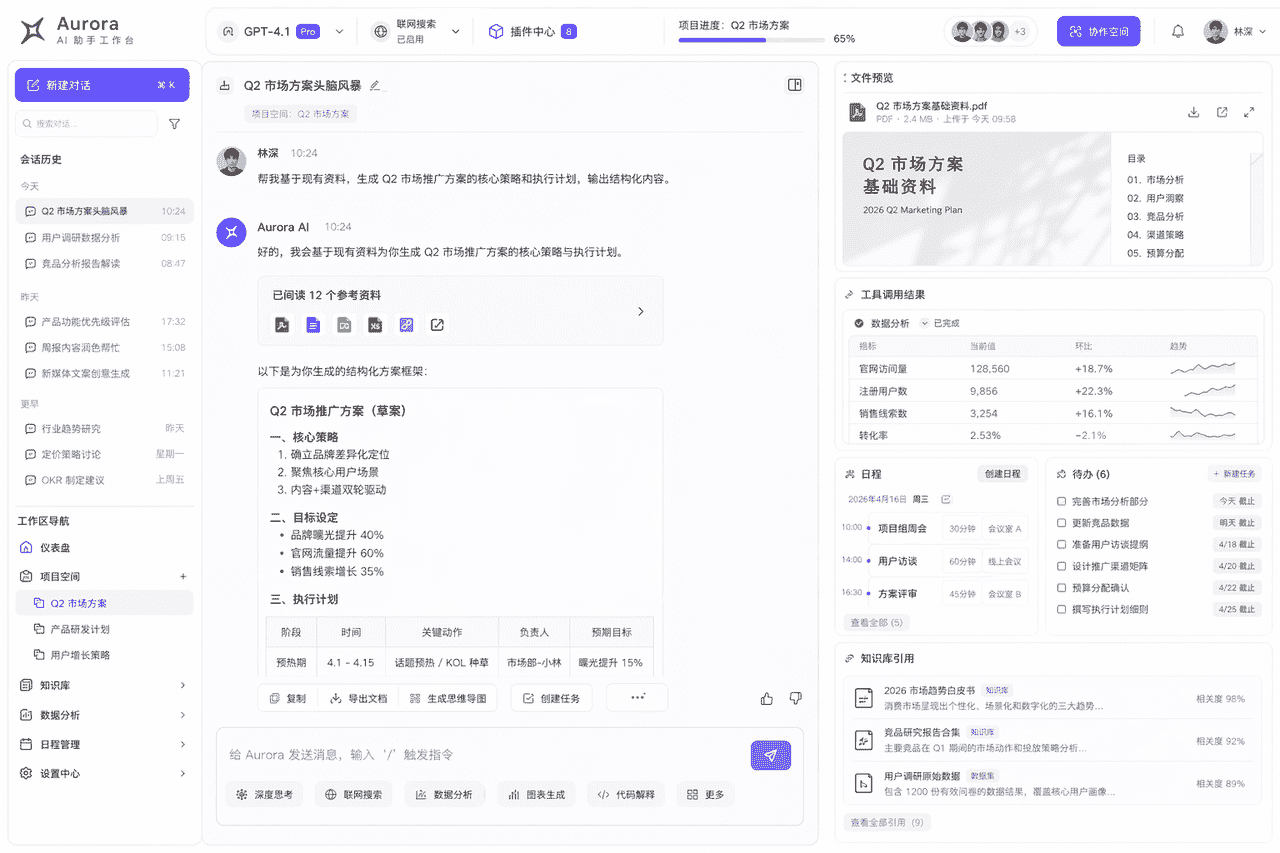 Aurora
AI 助手工作台
GPT-4.1 Pro
联网搜索
已启用
插件中心 8
项目进度：Q2 市场方案
65%
+3
协作空间
林深
新建对话 ⌘ K
搜索对话...
会话历史
今天
Q2 市场方案头脑风暴 10:24
用户调研数据分析 09:15
竞品分析报告解读 08:47
昨天
产品功能优先级评估 17:32
周报内容润色帮忙 15:08
新媒体文案创意生成 11:21
更早
行业趋势研究 昨天
定价策略讨论 星期一
OKR 制定建议 上周五
工作区导航
仪表盘
项目空间 +
Q2 市场方案
产品研发计划
用户增长策略
知识库
数据分析
日程管理
设置中心
Q2 市场方案头脑风暴
项目空间：Q2 市场方案
林深 10:24
帮我基于现有资料，生成 Q2 市场推广方案的核心策略和执行计划，输出结构化内容。
Aurora AI 10:24
好的，我会基于现有资料为你生成 Q2 市场推广方案的核心策略与执行计划。
已阅读 12 个参考资料
以下是为你生成的结构化方案框架：
Q2 市场推广方案（草案）
一、核心策略
1. 确立品牌差异化定位
2. 聚焦核心用户场景
3. 内容+渠道双轮驱动
二、目标设定
• 品牌曝光提升 40%
• 官网流量提升 60%
• 销售线索增长 35%
三、执行计划
阶段 时间 关键动作 负责人 预期目标
预热期 4.1 - 4.15 话题预热 / KOL 种草 市场部-小林 曝光提升 15%
复制 导出文档 生成思维导图 创建任务 ···
给 Aurora 发送消息，输入‘/’触发指令
深度思考 联网搜索 数据分析 图表生成 代码解释 更多
文件预览
Q2 市场方案基础资料.pdf
PDF · 2.4 MB · 上传于 今天 09:58
Q2 市场方案
基础资料
2026 Q2 Marketing Plan
目录
01. 市场分析
02. 用户洞察
03. 竞品分析
04. 渠道策略
05. 预算分配
工具调用结果
数据分析 已完成
指标 当前值 环比 趋势
官网访问量 128,560 +18.7%
注册用户数 9,856 +22.3%
销售线索数 3,254 +16.1%
转化率 2.53% -2.1%
日程 创建日程
2026年4月16日 周三
10:00 项目组周会 30分钟 会议室 A
14:00 用户访谈 60分钟 线上会议
16:30 方案评审 45分钟 会议室 B
查看全部 (5)
待办 (6) + 新建任务
完善市场分析部分 今天 截止
更新竞品数据 明天 截止
准备用户访谈提纲 4/18 截止
设计推广渠道矩阵 4/20 截止
预算分配确认 4/22 截止
撰写执行计划细则 4/25 截止
知识库引用
2026 市场趋势白皮书 知识库
消费市场呈现出个性化、场景化和数字化的三大趋势...
相关度 98%
竞品研究报告合集 知识库
主要竞品在 Q1 期间的市场动作和投放策略分析...
相关度 92%
用户调研原始数据 数据集
包含 1200 份有效问卷的数据结果，覆盖核心用户画像...
相关度 89%
查看全部引用 (9)